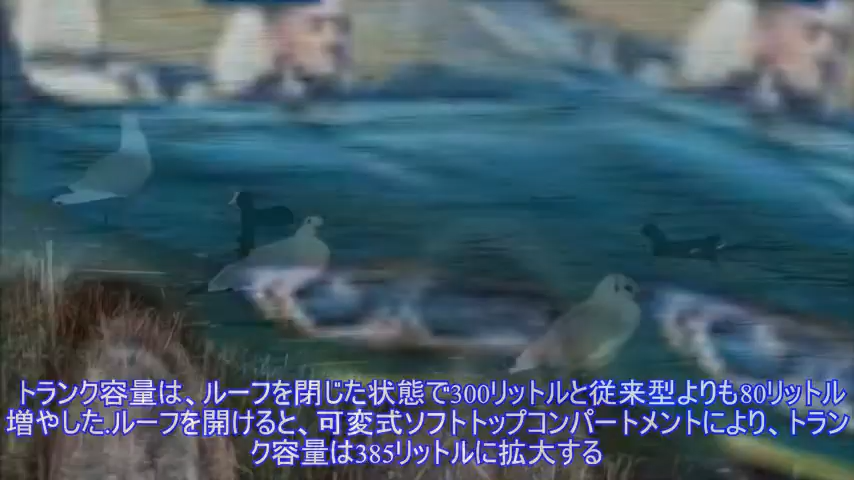 トランク容量は、ルーフを閉じた状態で300リットルと従来型よりも80リットル
増やした.ルーフを開けると、可変式ソフトトップコンパートメントにより、トラン
ク容量は385リットルに拡大する